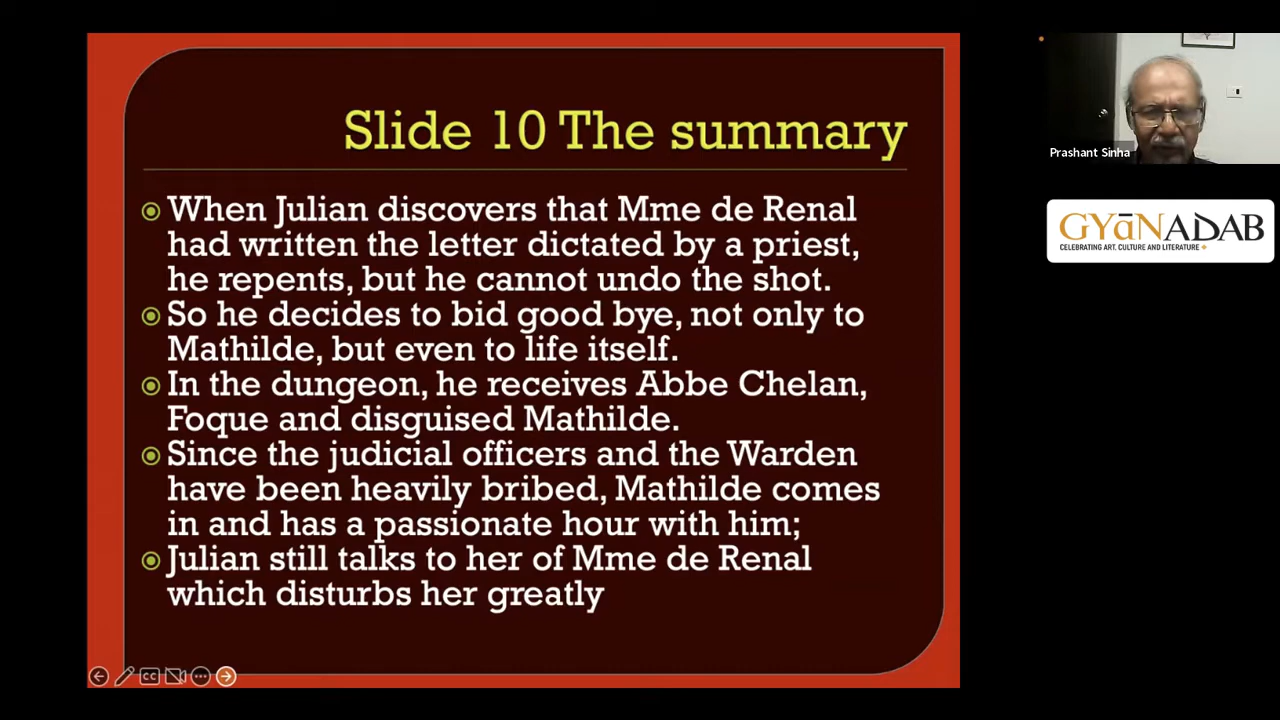 Slide 10 The summary
When Julian discovers that Mme de Renal
had written the letter dictated by a priest,
he repents, but he cannot undo the shot.
So he decides to bid good bye, not only to
Mathilde, but even to life itself.
In the dungeon, he receives Abbe Chelan,
Foque and disguised Mathilde.
Since the judicial officers and the Warden
have been heavily bribed, Mathilde comes
in and has a passionate hour with him;
Julian still talks to her of Mme de Renal
which disturbs her greatly
CC
Prashant Sinha
GYāNADAB
CELEBRATING ART, CULTURE AND LITERATURE